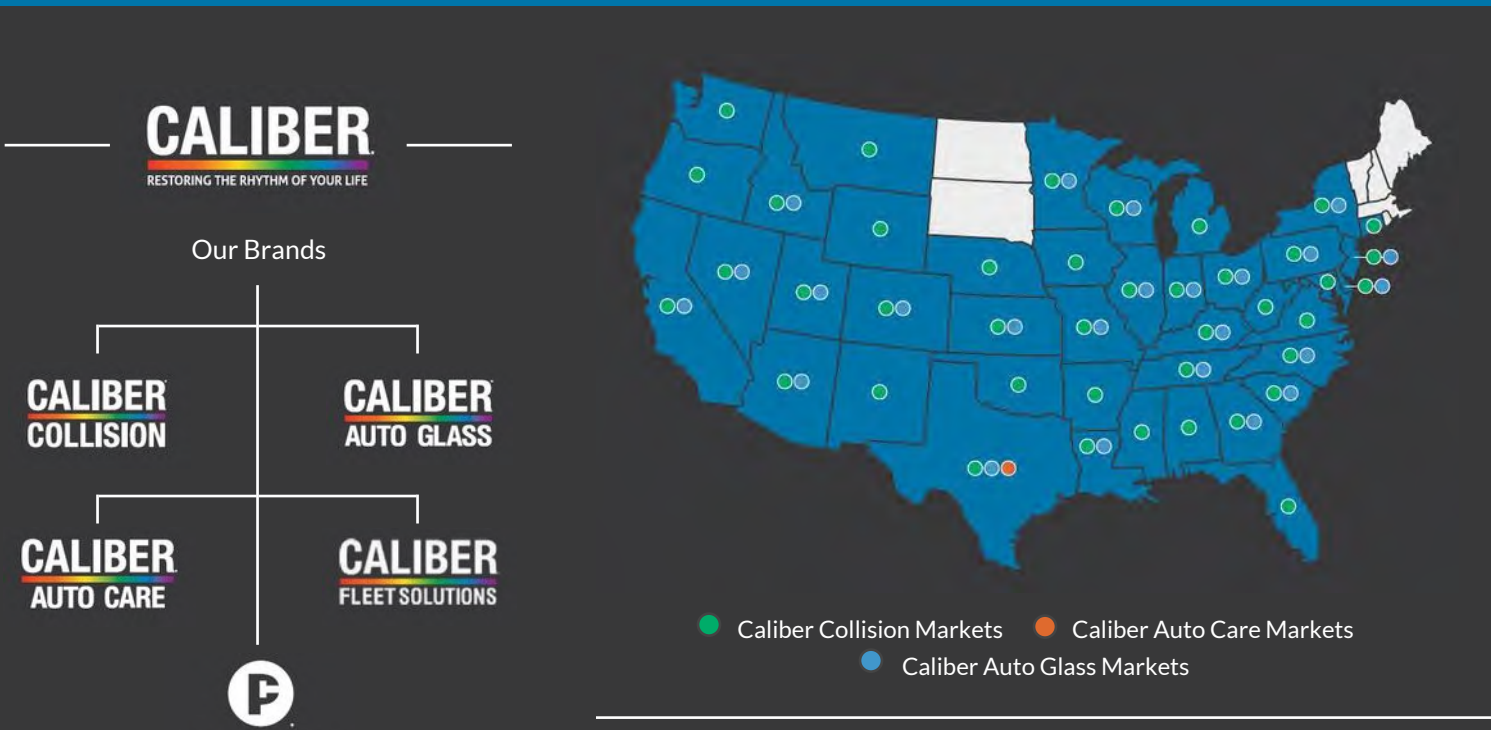 CALIBER
RESTORING THE RHYTHM OF YOUR LIFE
Our Brands
CALIBER
COLLISION
CALIBER
AUTO GLASS
CALIBER
AUTO CARE
CALIBER
FLEET SOLUTIONS
P
Caliber Collision Markets
Caliber Auto Care Markets
Caliber Auto Glass Markets